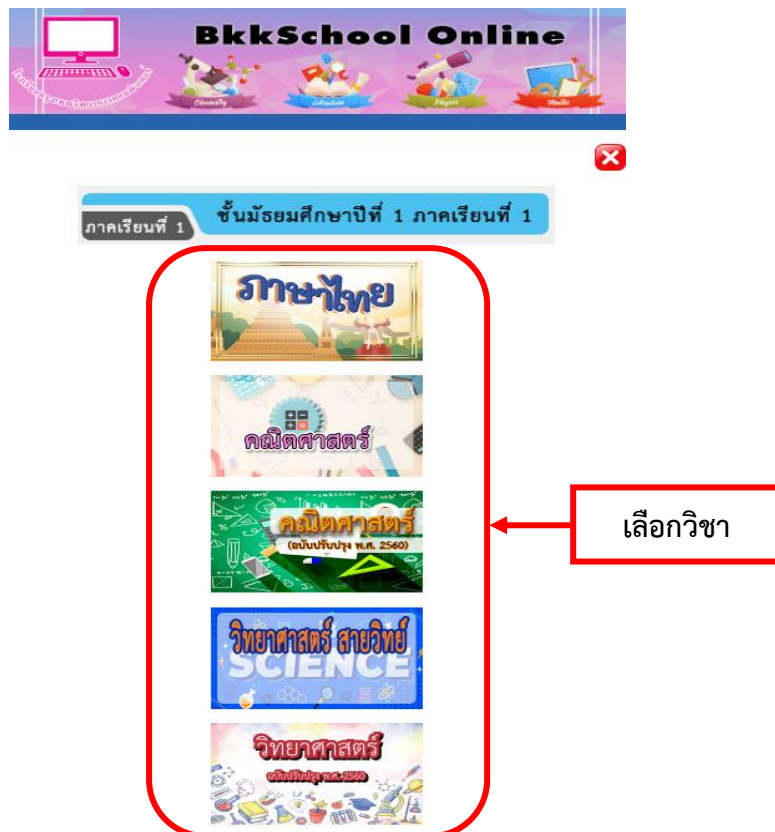 BkkSchool Online
Chemistry
Literature
Physics
ชั้นมัธยมศึกษาปีที่ 1 ภาคเรียนที่ 1
ภาคเรียนที่ 1
ภาษาไทย
คณิตศาสตร์
คณิตศาสตร์
(ฉบับปรับปรุง พ.ศ. 2560)
เลือกวิชา
วิทยาศาสตร์ สายวิทย์
SCIENCE
วิทยาศาสตร์
ฉบับปรับปรุง พ.ศ. 2560